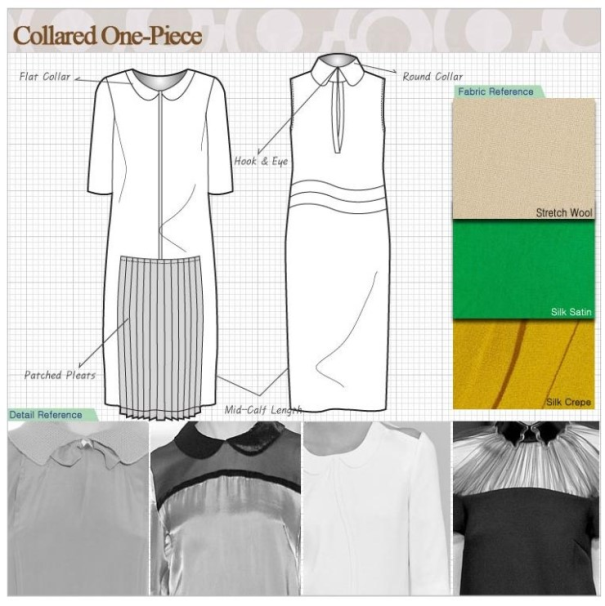 Collared One-Piece
Flat Collar
Round Collar
Fabric Reference
Hook & Eye
Stretch Wool
Silk Satin
Patched Pleats
Silk Crepe
Mid-Calf Length
Detail Reference